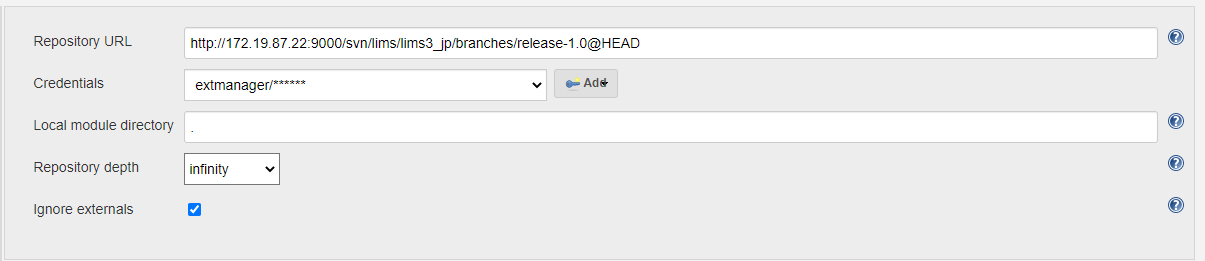 Repository URL http://172.19.87.22:9000/svn/lims/lims3_jp/branches/release-1.0@HEAD ?
Credentials extmanager/****** Add
Local module directory . ?
Repository depth infinity ?
Ignore externals ?